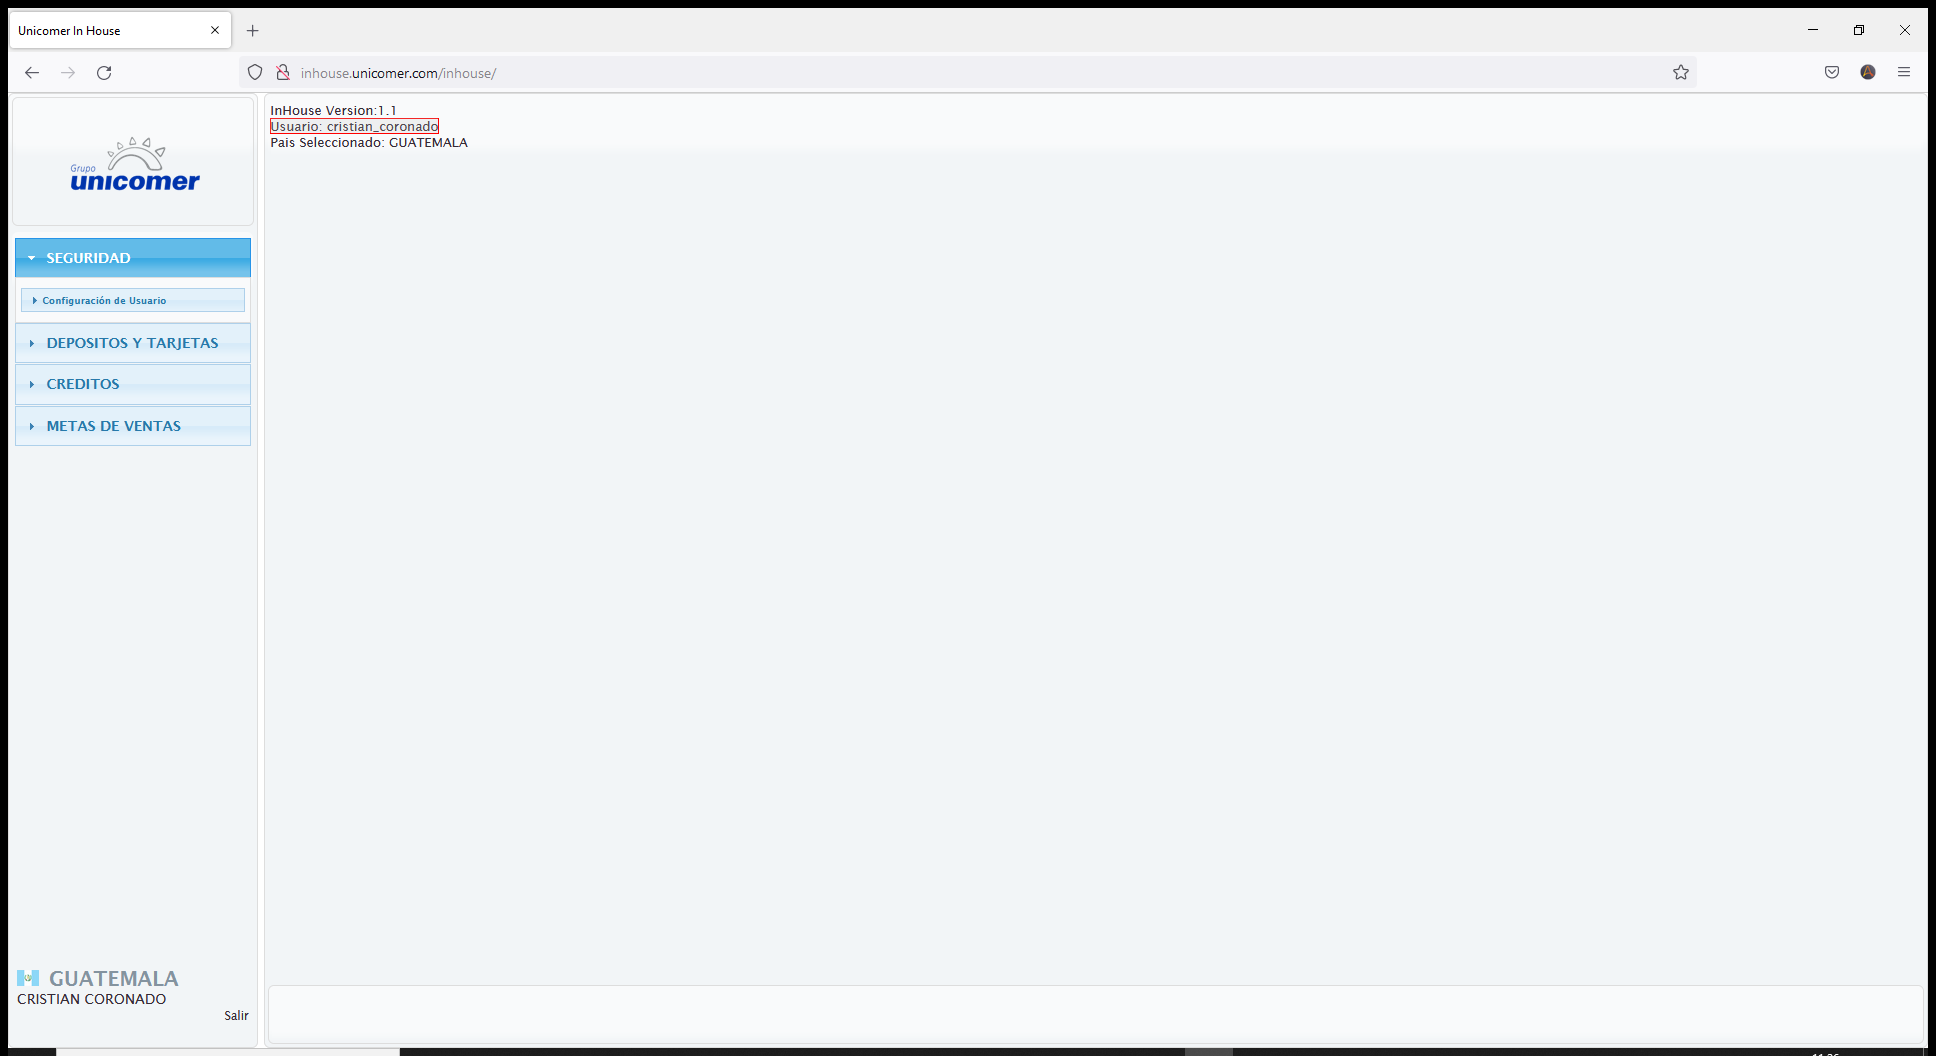 Unicomer In House
inhouse.unicomer.com/inhouse/
Grupo
unicomer
SEGURIDAD
Configuración de Usuario
DEPOSITOS Y TARJETAS
CREDITOS
METAS DE VENTAS
GUATEMALA
CRISTIAN CORONADO
Salir
InHouse Version:1.1
Usuario: cristian_coronado
Pais Seleccionado: GUATEMALA